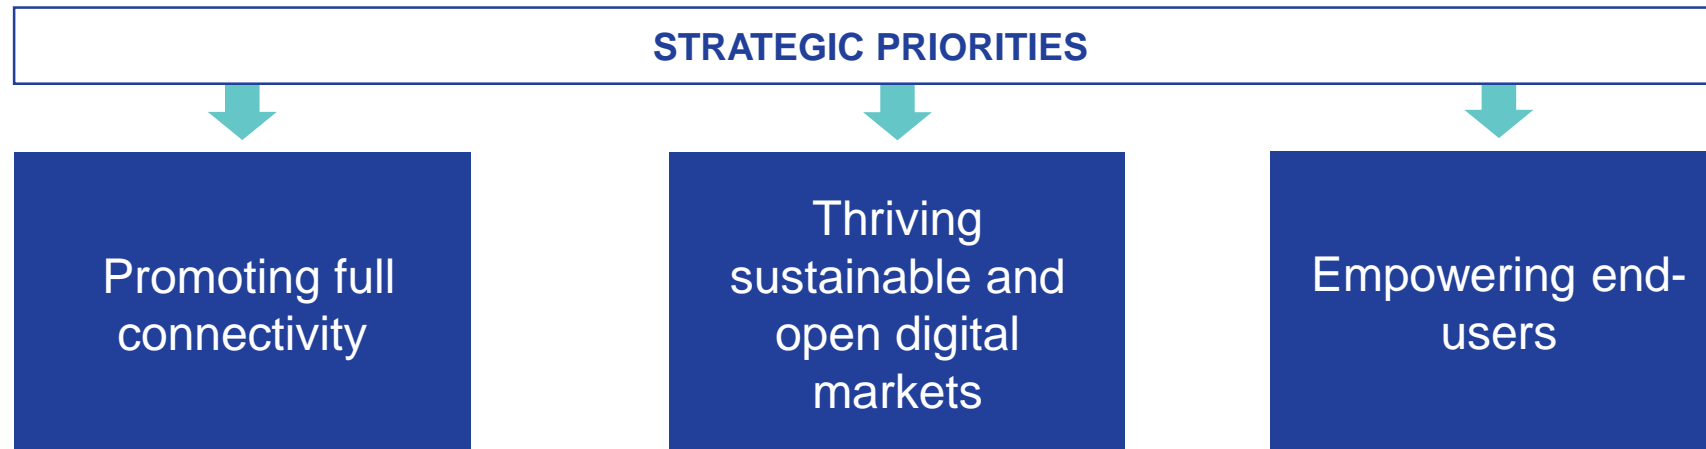 STRATEGIC PRIORITIES
Promoting full
connectivity
Thriving
sustainable and
open digital
markets
Empowering end-
users